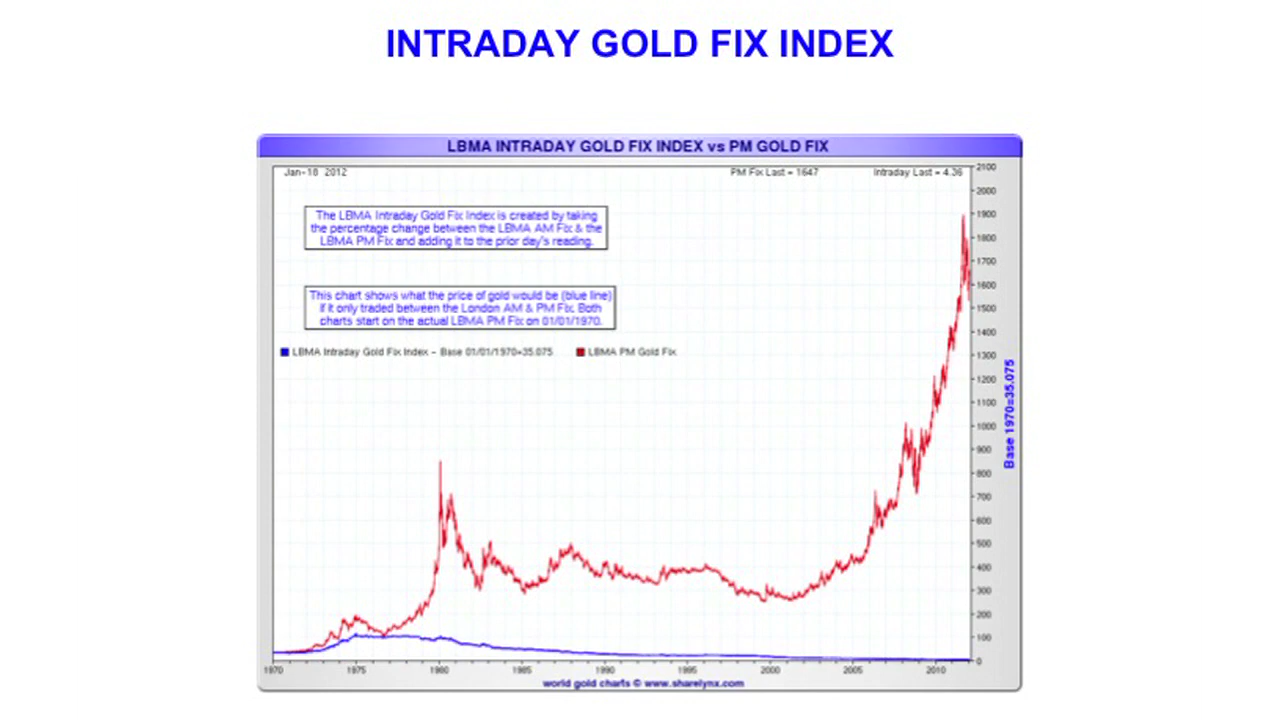 INTRADAY GOLD FIX INDEX
LBMA INTRADAY GOLD FIX INDEX vs PM GOLD FIX
Jan-18 2012
PM Fix Last = 1647
Intraday Last = 4.36
The LBMA Intraday Gold Fix Index is created by taking
the percentage change between the LBMA AM Fix & the
LBMA PM Fix and adding it to the prior day's reading.
This chart shows what the price of gold would be (blue line)
if it only traded between the London AM & PM Fix. Both
charts start on the actual LBMA PM Fix on 01/01/1970.
LBMA Intraday Gold Fix Index - Base 01/01/1970=35.075
LBMA PM Gold Fix
2100
2000
1900
1800
1700
1600
1500
1400
1300
1200
1100
1000
900
800
700
600
500
400
300
200
100
0
Base 1970=35.075
1970 1975 1980 1985 1990 1995 2000 2005 2010
world gold charts © www.sharelynx.com